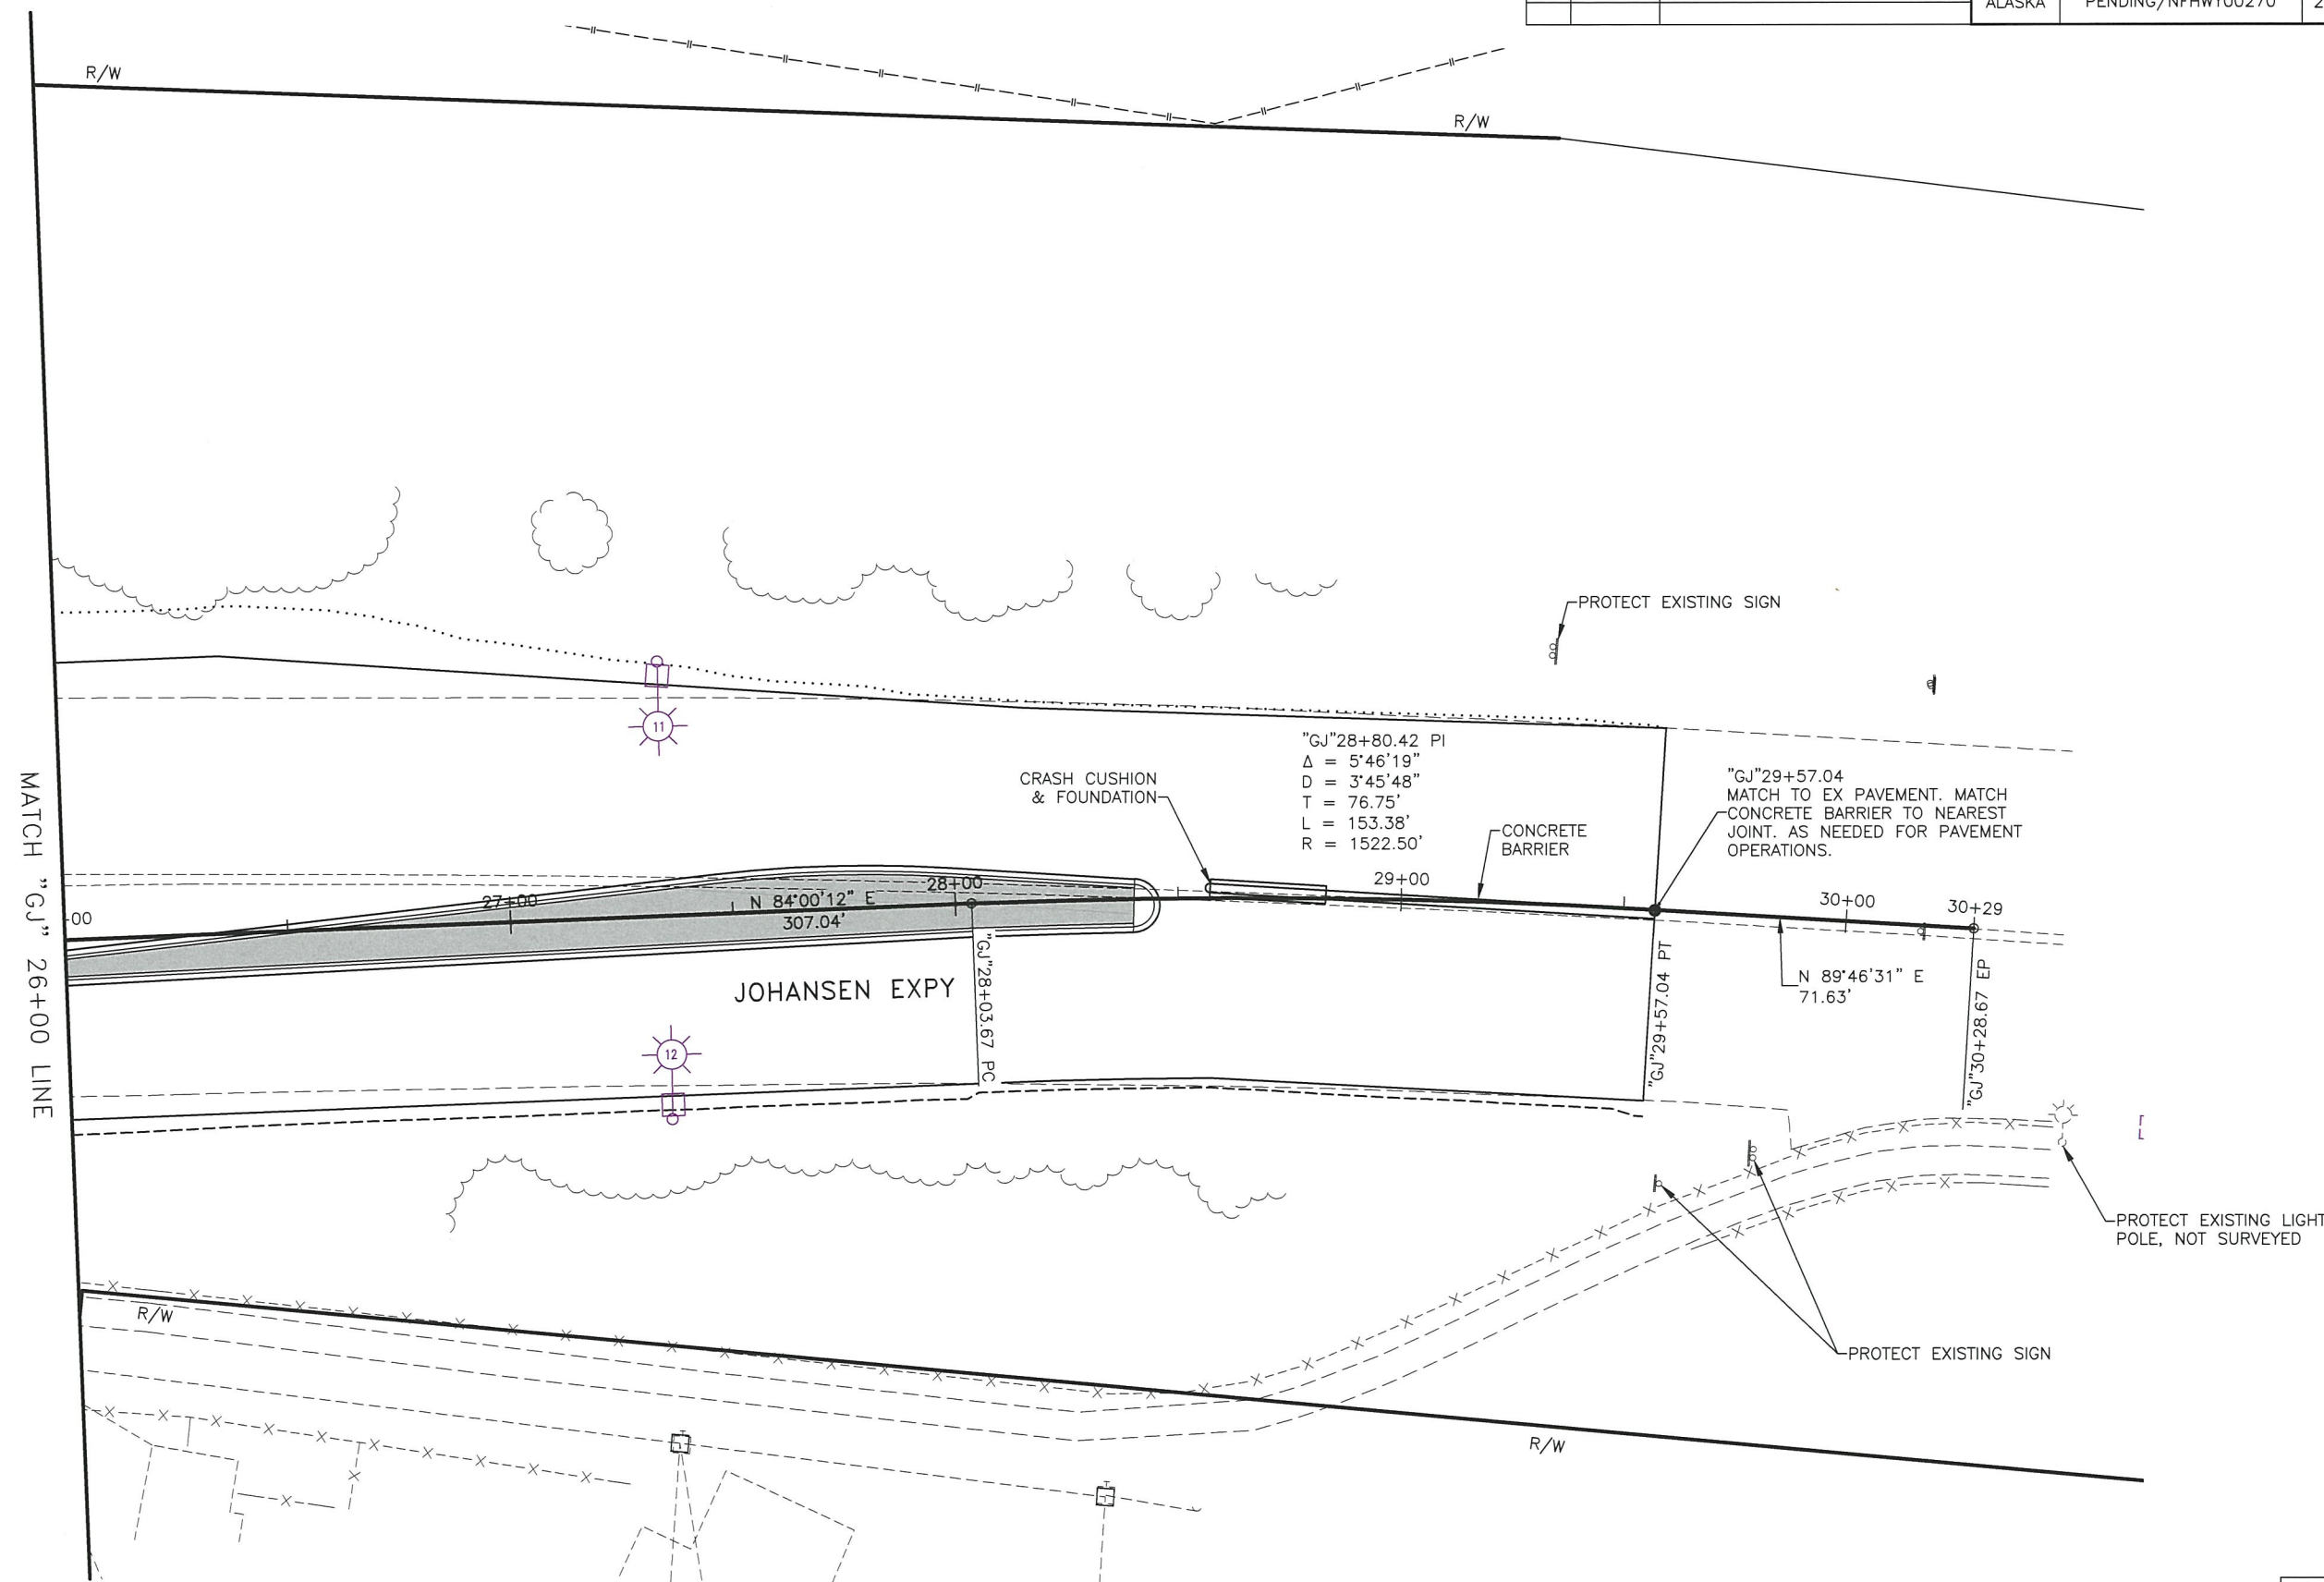 ALASKA
PENDING/NFHWY00270
2
R/W
R/W
PROTECT EXISTING SIGN
11
"GJ"28+80.42 PI
Δ = 5°46'19"
D = 3°45'48"
T = 76.75'
L = 153.38'
R = 1522.50'
CRASH CUSHION
& FOUNDATION
CONCRETE
BARRIER
"GJ"29+57.04
MATCH TO EX PAVEMENT. MATCH
CONCRETE BARRIER TO NEAREST
JOINT. AS NEEDED FOR PAVEMENT
OPERATIONS.
MATCH "GJ" 26+00 LINE
00
27+00
N 84°00'12" E
307.04'
28+00
29+00
30+00
30+29
JOHANSEN EXPY
"GJ"28+03.67 PC
"GJ"29+57.04 PT
N 89°46'31" E
71.63'
"GJ"30+28.67 EP
12
PROTECT EXISTING LIGHT
POLE, NOT SURVEYED
R/W
PROTECT EXISTING SIGN
R/W